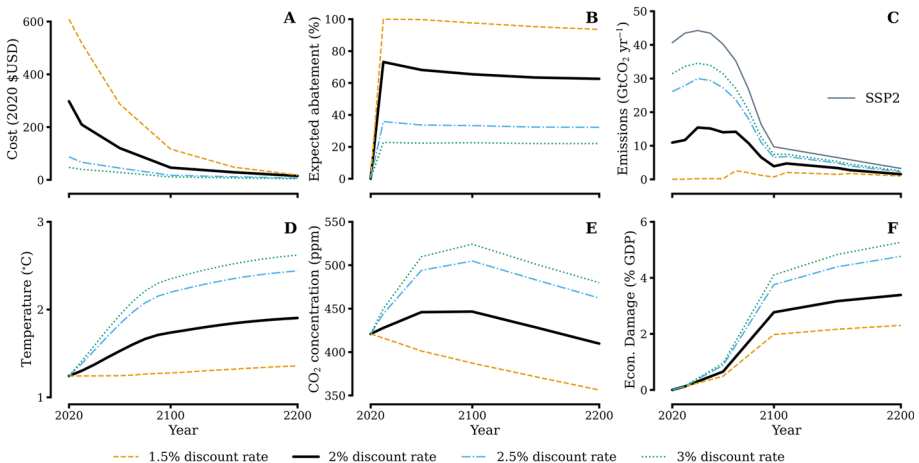 A
Cost (2020 $USD)
600
400
200
0
B
Expected abatement (%)
100
80
60
40
20
0
C
Emissions (GtCO₂ yr⁻¹)
50
40
30
20
10
0
SSP2
D
Temperature (°C)
3
2
1
2020 2100 2200
Year
E
CO₂ concentration (ppm)
550
500
450
400
350
2020 2100 2200
Year
F
Econ. Damage (% GDP)
6
4
2
0
2020 2100 2200
Year
1.5% discount rate 2% discount rate 2.5% discount rate 3% discount rate